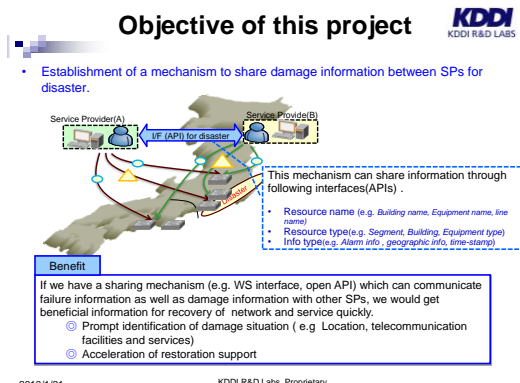 Objective of this project
KDDI
KDDI R&D LABS
• Establishment of a mechanism to share damage information between SPs for
disaster.
Service Provider(A)
Service Provide(B)
I/F (API) for disaster
Disaster
This mechanism can share information through
following interfaces(APIs) .
• Resource name (e.g. Building name, Equipment name, line
name)
• Resource type(e.g. Segment, Building, Equipment type)
• Info type(e.g. Alarm info , geographic info, time-stamp)
Benefit
If we have a sharing mechanism (e.g. WS interface, open API) which can communicate
failure information as well as damage information with other SPs, we would get
beneficial information for recovery of network and service quickly.
◎ Prompt identification of damage situation ( e.g Location, telecommunication
facilities and services)
◎ Acceleration of restoration support
KDDI R&D Labs. Proprietary